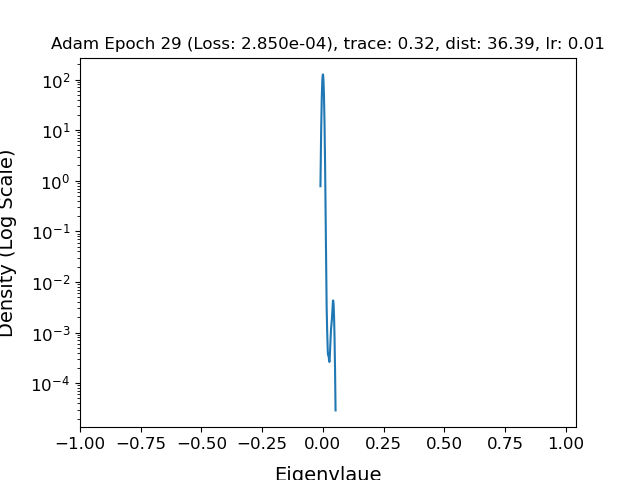 Adam Epoch 29 (Loss: 2.850e-04), trace: 0.32, dist: 36.39, lr: 0.01
Density (Log Scale)
10²
10¹
10⁰
10⁻¹
10⁻²
10⁻³
10⁻⁴
−1.00 −0.75 −0.50 −0.25 0.00 0.25 0.50 0.75 1.00
Eigenvlaue